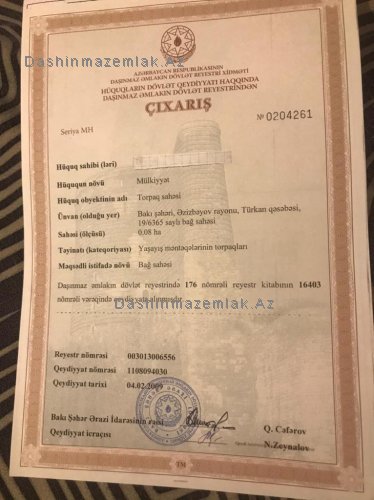 Dashinmazemlak.Az
AZƏRBAYCAN RESPUBLİKASININ
DAŞINMAZ ƏMLAKIN DÖVLƏT REYESTRİ XİDMƏTİ
HÜQUQLARIN DÖVLƏT QEYDİYYATI HAQQINDA
DAŞINMAZ ƏMLAKIN DÖVLƏT REYESTRİNDƏN
ÇIXARIŞ
№ 0204261
Seriya MH
Hüquq sahibi (ləri)
Hüququn növü Mülkiyyət
Hüquq obyektinin adı Torpaq sahəsi
Ünvan (olduğu yer) Bakı şəhəri, Əzizbəyov rayonu, Türkan qəsəbəsi,
19/6365 saylı bağ sahəsi
Sahəsi (ölçüsü) 0,08 ha
Təyinatı (kateqoriyası) Yaşayış məntəqələrinin torpaqları
Məqsədli istifadə növü Bağ sahəsi
Daşınmaz əmlakın dövlət reyestrində 176 nömrəli reyestr kitabının 16403
nömrəli vərəqində qeydiyyata alınmışdır
Dashinmazemlak.Az
Reyestr nömrəsi 003013006556
Qeydiyyat nömrəsi 1108094030
Qeydiyyat tarixi 04.02.2009
Bakı Şəhər Ərazi İdarəsinin rəisi Q. Cəfərov
Qeydiyyat icraçısı N.Zeynalov
TM